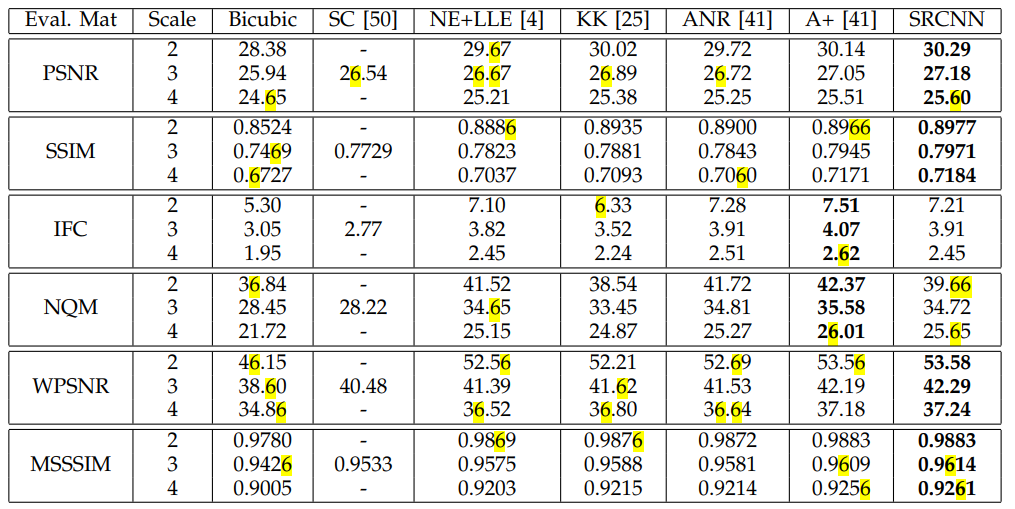 Eval. Mat Scale Bicubic SC [50] NE+LLE [4] KK [25] ANR [41] A+ [41] SRCNN
2 28.38 - 29.67 30.02 29.72 30.14 30.29
PSNR 3 25.94 26.54 26.67 26.89 26.72 27.05 27.18
4 24.65 - 25.21 25.38 25.25 25.51 25.60
2 0.8524 - 0.8886 0.8935 0.8900 0.8966 0.8977
SSIM 3 0.7469 0.7729 0.7823 0.7881 0.7843 0.7945 0.7971
4 0.6727 - 0.7037 0.7093 0.7060 0.7171 0.7184
2 5.30 - 7.10 6.33 7.28 7.51 7.21
IFC 3 3.05 2.77 3.82 3.52 3.91 4.07 3.91
4 1.95 - 2.45 2.24 2.51 2.62 2.45
2 36.84 - 41.52 38.54 41.72 42.37 39.66
NQM 3 28.45 28.22 34.65 33.45 34.81 35.58 34.72
4 21.72 - 25.15 24.87 25.27 26.01 25.65
2 46.15 - 52.56 52.21 52.69 53.56 53.58
WPSNR 3 38.60 40.48 41.39 41.62 41.53 42.19 42.29
4 34.86 - 36.52 36.80 36.64 37.18 37.24
2 0.9780 - 0.9869 0.9876 0.9872 0.9883 0.9883
MSSSIM 3 0.9426 0.9533 0.9575 0.9588 0.9581 0.9609 0.9614
4 0.9005 - 0.9203 0.9215 0.9214 0.9256 0.9261